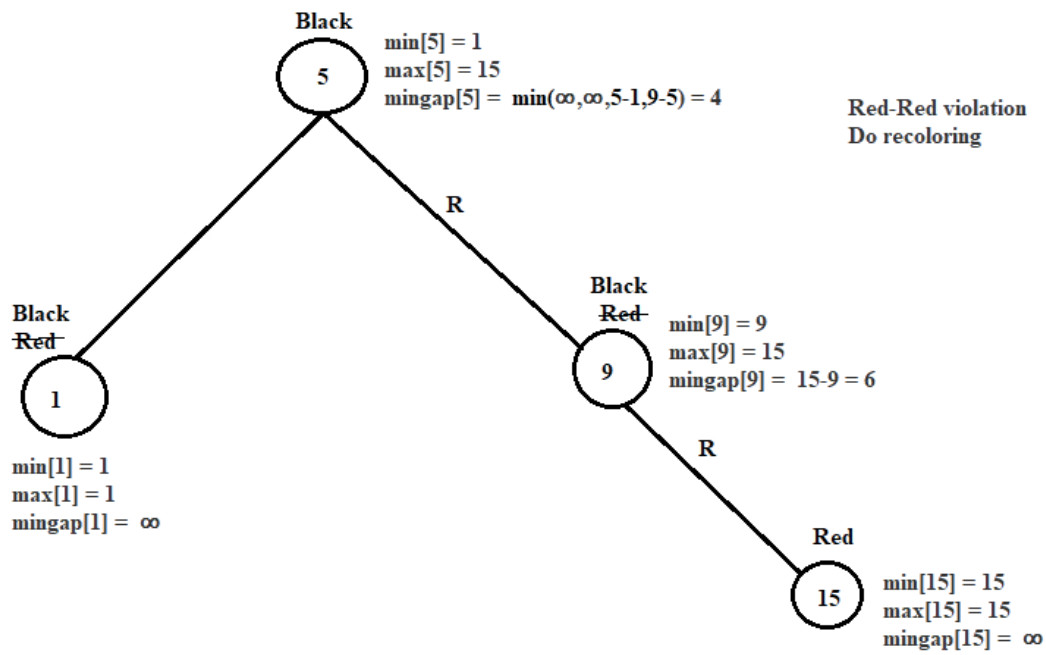 Black
5
min[5] = 1
max[5] = 15
mingap[5] = min(∞,∞,5-1,9-5) = 4
Red-Red violation
Do recoloring
R
Black
Red
1
min[1] = 1
max[1] = 1
mingap[1] = ∞
Black
Red
9
min[9] = 9
max[9] = 15
mingap[9] = 15-9 = 6
R
Red
15
min[15] = 15
max[15] = 15
mingap[15] = ∞